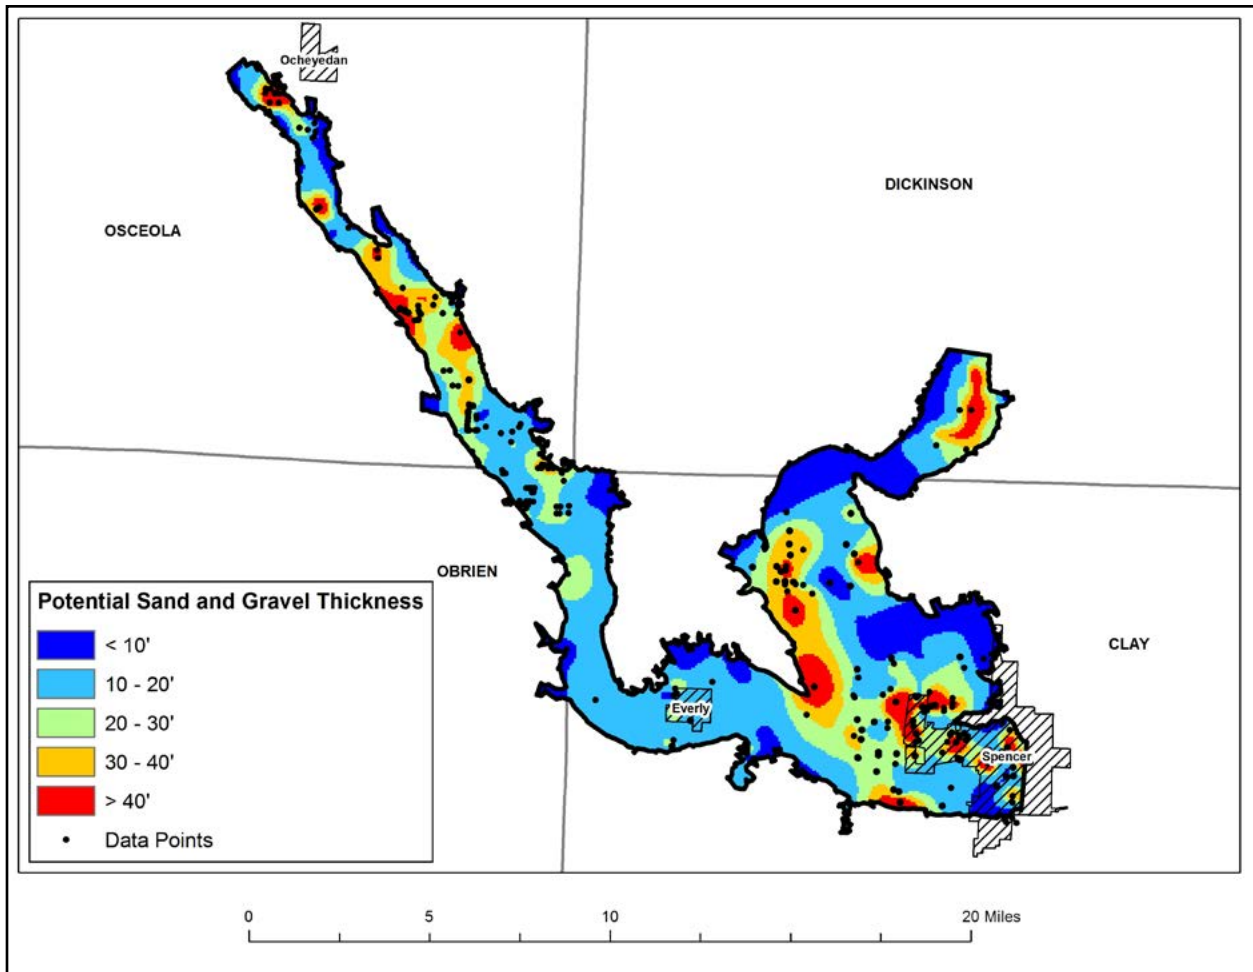 Ocheyedan
DICKINSON
OSCEOLA
OBRIEN
CLAY
Everly
Spencer
Potential Sand and Gravel Thickness
< 10'
10 - 20'
20 - 30'
30 - 40'
> 40'
Data Points
0 5 10 20 Miles